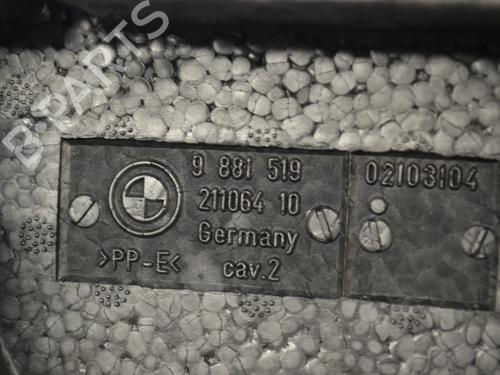 B-PARTS
9 881 519
211064 10
Germany
>PP-E<
cav.2
02103104